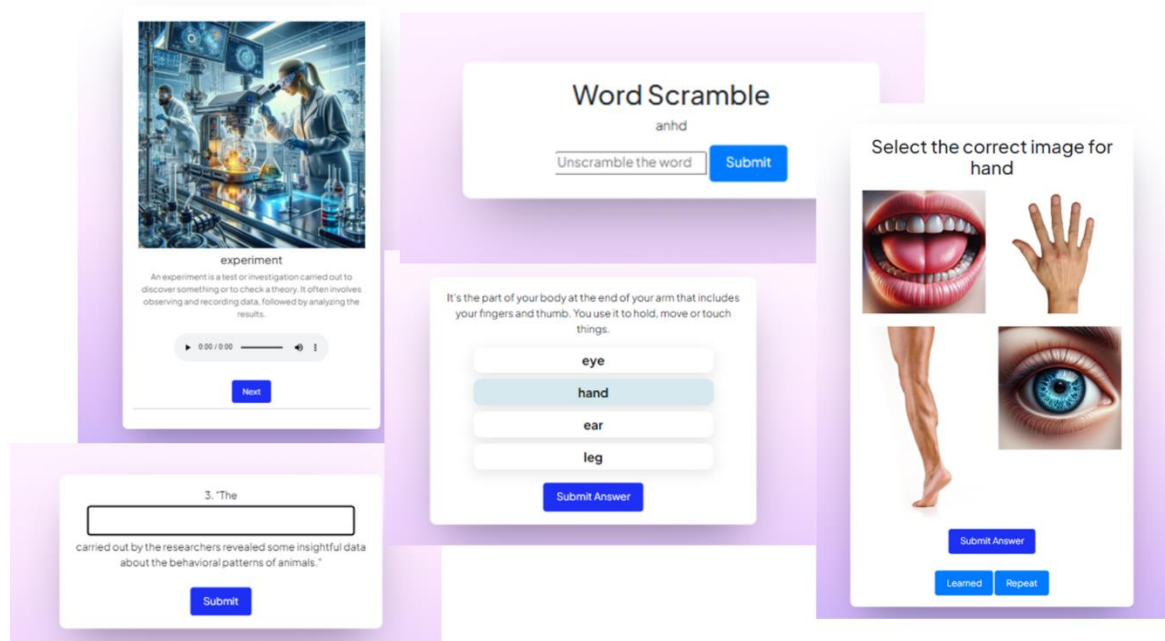 experiment
An experiment is a test or investigation carried out to
discover something or to check a theory. It often involves
observing and recording data, followed by analyzing the
results.
0:00 / 0:00
Next
Word Scramble
anhd
Unscramble the word
Submit
It's the part of your body at the end of your arm that includes
your fingers and thumb. You use it to hold, move or touch
things.
eye
hand
ear
leg
Submit Answer
Select the correct image for
hand
Submit Answer
Learned
Repeat
3. "The
carried out by the researchers revealed some insightful data
about the behavioral patterns of animals."
Submit